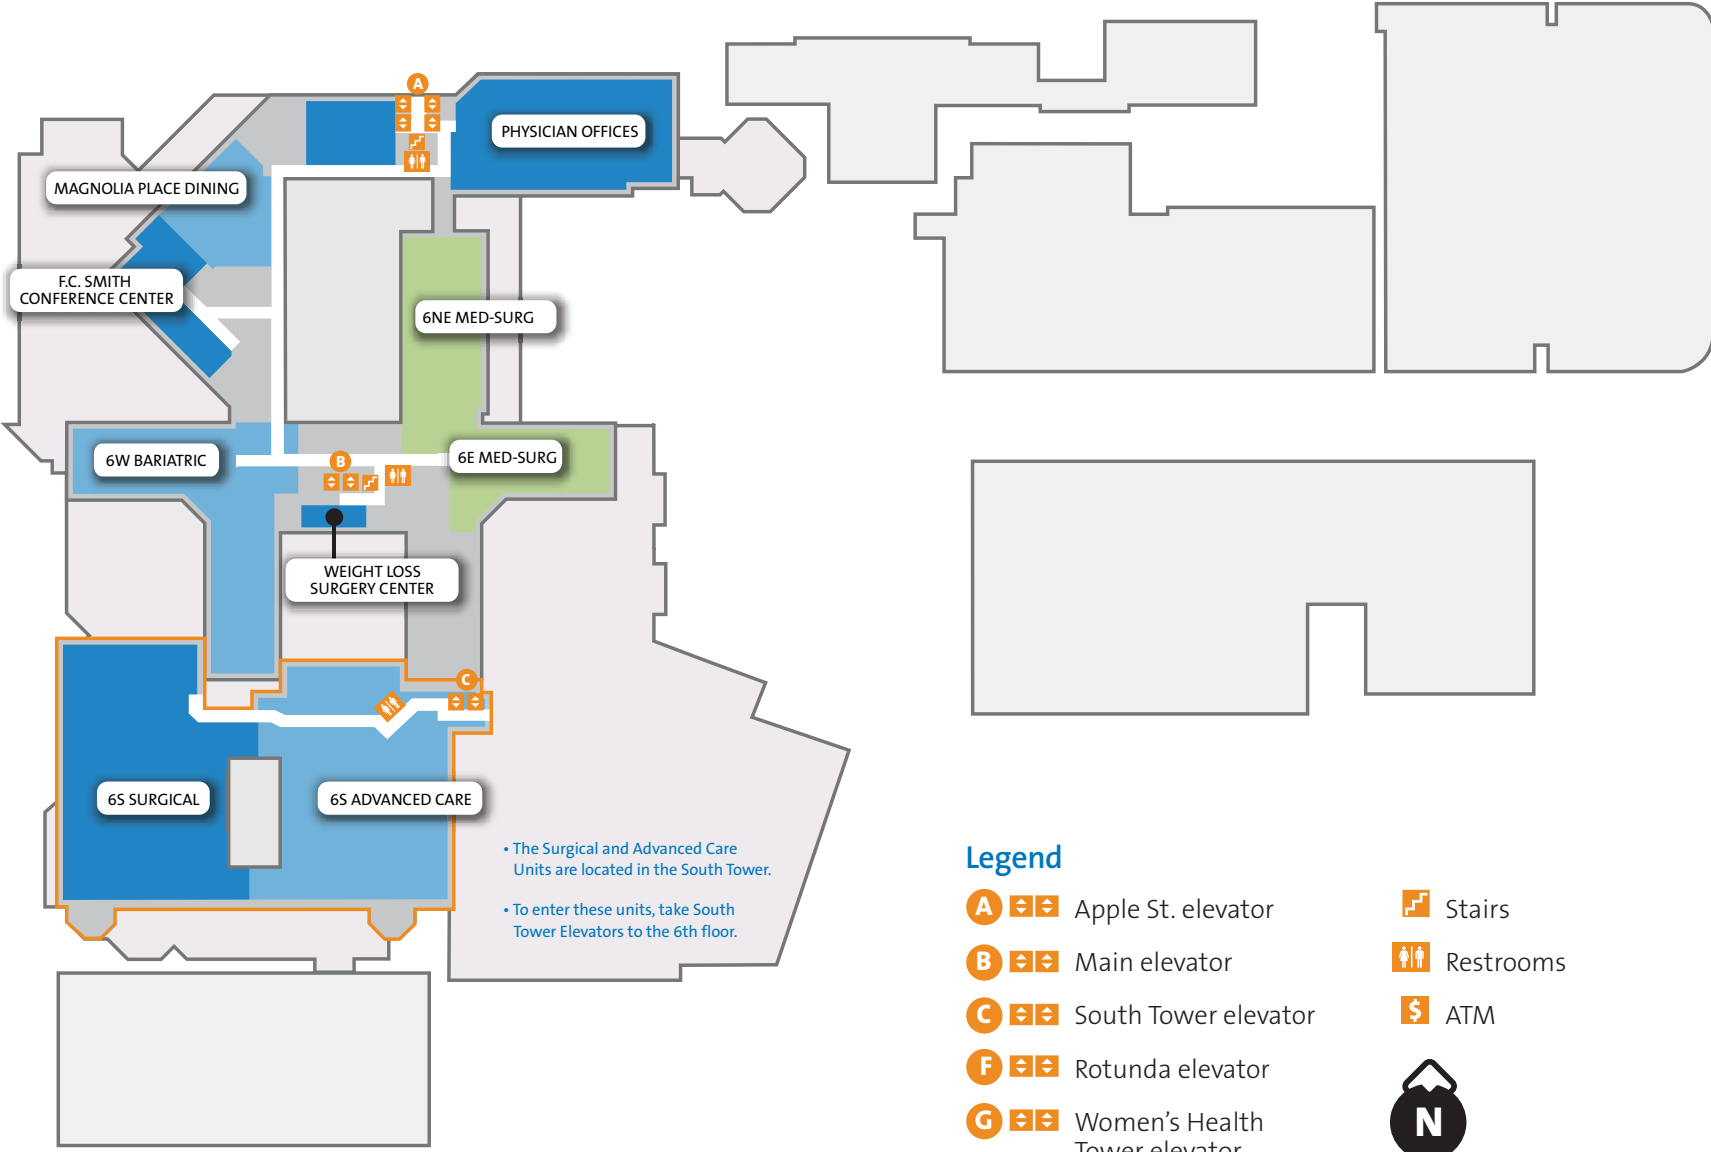 A
PHYSICIAN OFFICES
MAGNOLIA PLACE DINING
F.C. SMITH
CONFERENCE CENTER
6NE MED-SURG
6W BARIATRIC
B
6E MED-SURG
WEIGHT LOSS
SURGERY CENTER
C
6S SURGICAL
6S ADVANCED CARE
• The Surgical and Advanced Care
Units are located in the South Tower.
• To enter these units, take South
Tower Elevators to the 6th floor.
Legend
A Apple St. elevator
B Main elevator
C South Tower elevator
F Rotunda elevator
G Women's Health
Tower elevator
Stairs
Restrooms
$ ATM
N